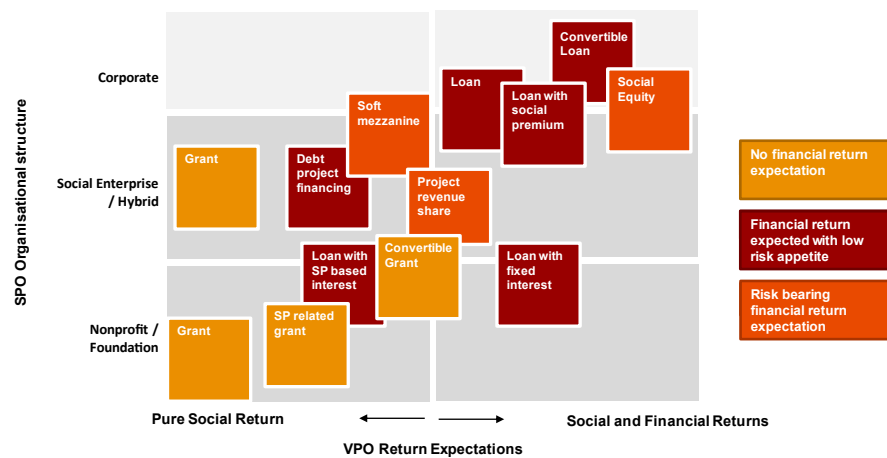 Convertible
Loan
Corporate
Loan
Social
Equity
Loan with
social
premium
Soft
mezzanine
SPO Organisational structure
Social Enterprise
/ Hybrid
Grant
Debt
project
financing
Project
revenue
share
No financial return
expectation
Financial return
expected with low
risk appetite
Risk bearing
financial return
expectation
Loan with
SP based
interest
Convertible
Grant
Loan with
fixed
interest
Nonprofit /
Foundation
Grant
SP related
grant
Pure Social Return
Social and Financial Returns
VPO Return Expectations